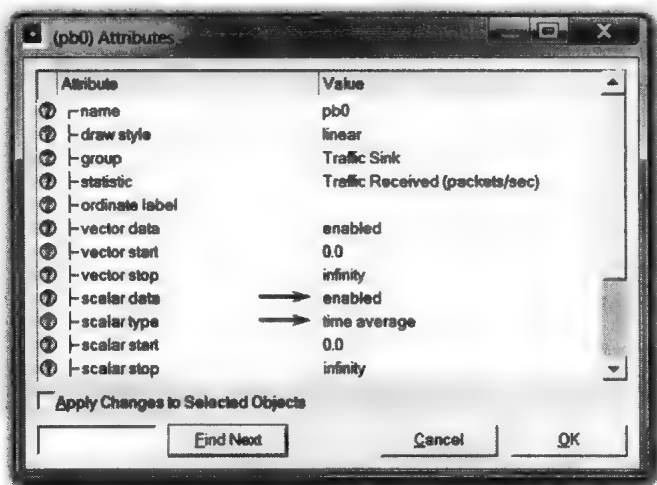 (pb0) Attributes
Attribute Value
name pb0
draw style linear
group Traffic Sink
statistic Traffic Received (packets/sec)
ordinate label
vector data enabled
vector start 0.0
vector stop infinity
scalar data enabled
scalar type time average
scalar start 0.0
scalar stop infinity
Apply Changes to Selected Objects
Find Next Cancel OK